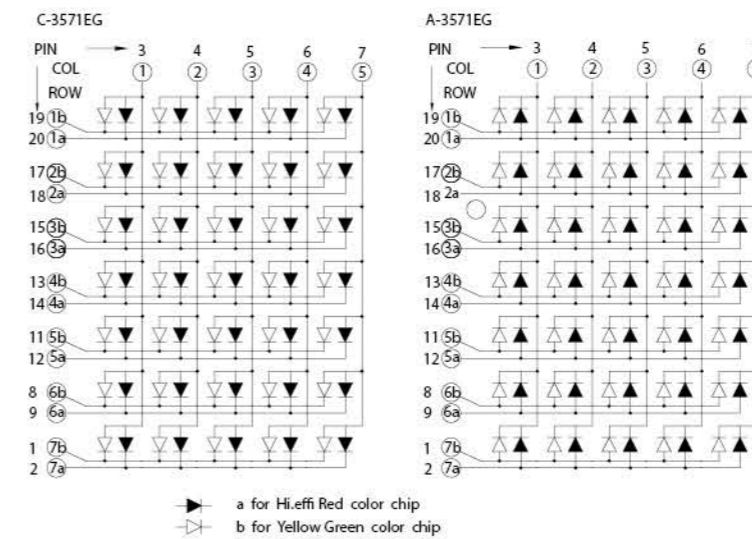 C-3571EG
PIN 3 4 5 6 7
COL 1 2 3 4 5
ROW
19 1b
20 1a
17 2b
18 2a
15 3b
16 3a
13 4b
14 4a
11 5b
12 5a
8 6b
9 6a
1 7b
2 7a
A-3571EG
PIN 3 4 5 6
COL 1 2 3 4
ROW
19 1b
20 1a
17 2b
18 2a
15 3b
16 3a
13 4b
14 4a
11 5b
12 5a
8 6b
9 6a
1 7b
2 7a
a for Hi.effi Red color chip
b for Yellow Green color chip